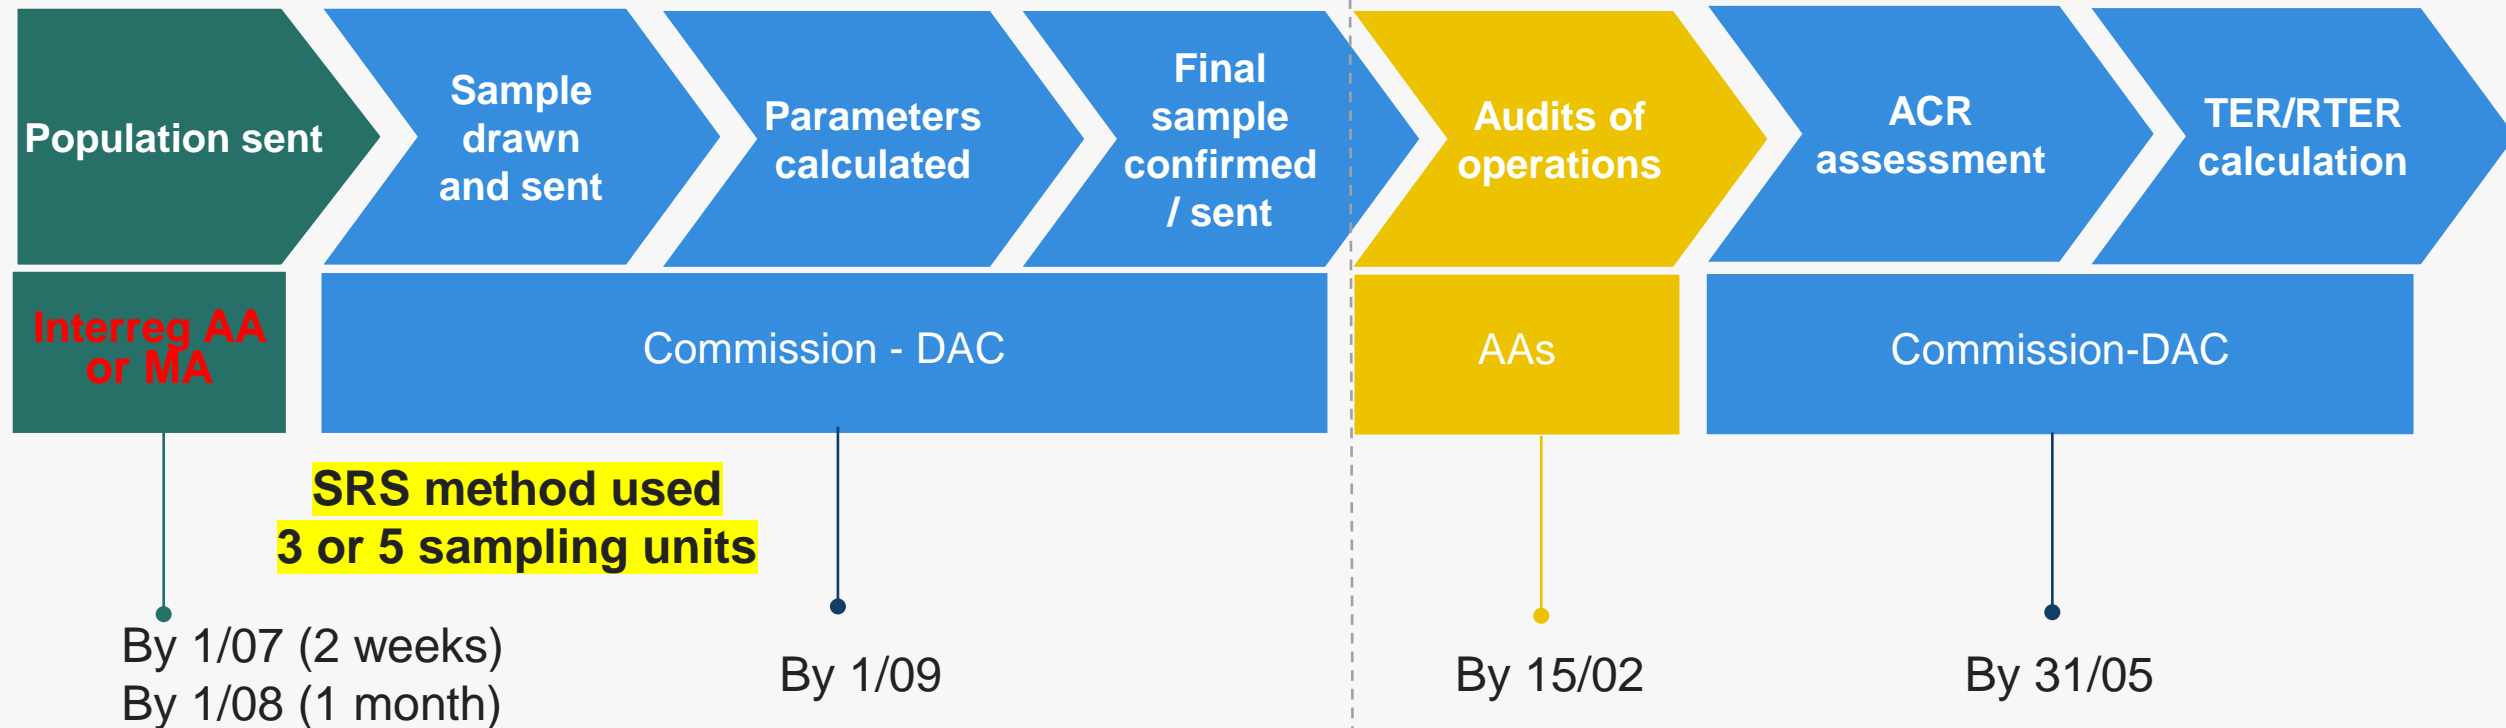 Population sent
Sample
drawn
and sent
Parameters
calculated
Final
sample
confirmed
/ sent
Audits of
operations
ACR
assessment
TER/RTER
calculation
Interreg AA
or MA
Commission - DAC
AAs
Commission-DAC
SRS method used
3 or 5 sampling units
By 1/07 (2 weeks)
By 1/08 (1 month)
By 1/09
By 15/02
By 31/05